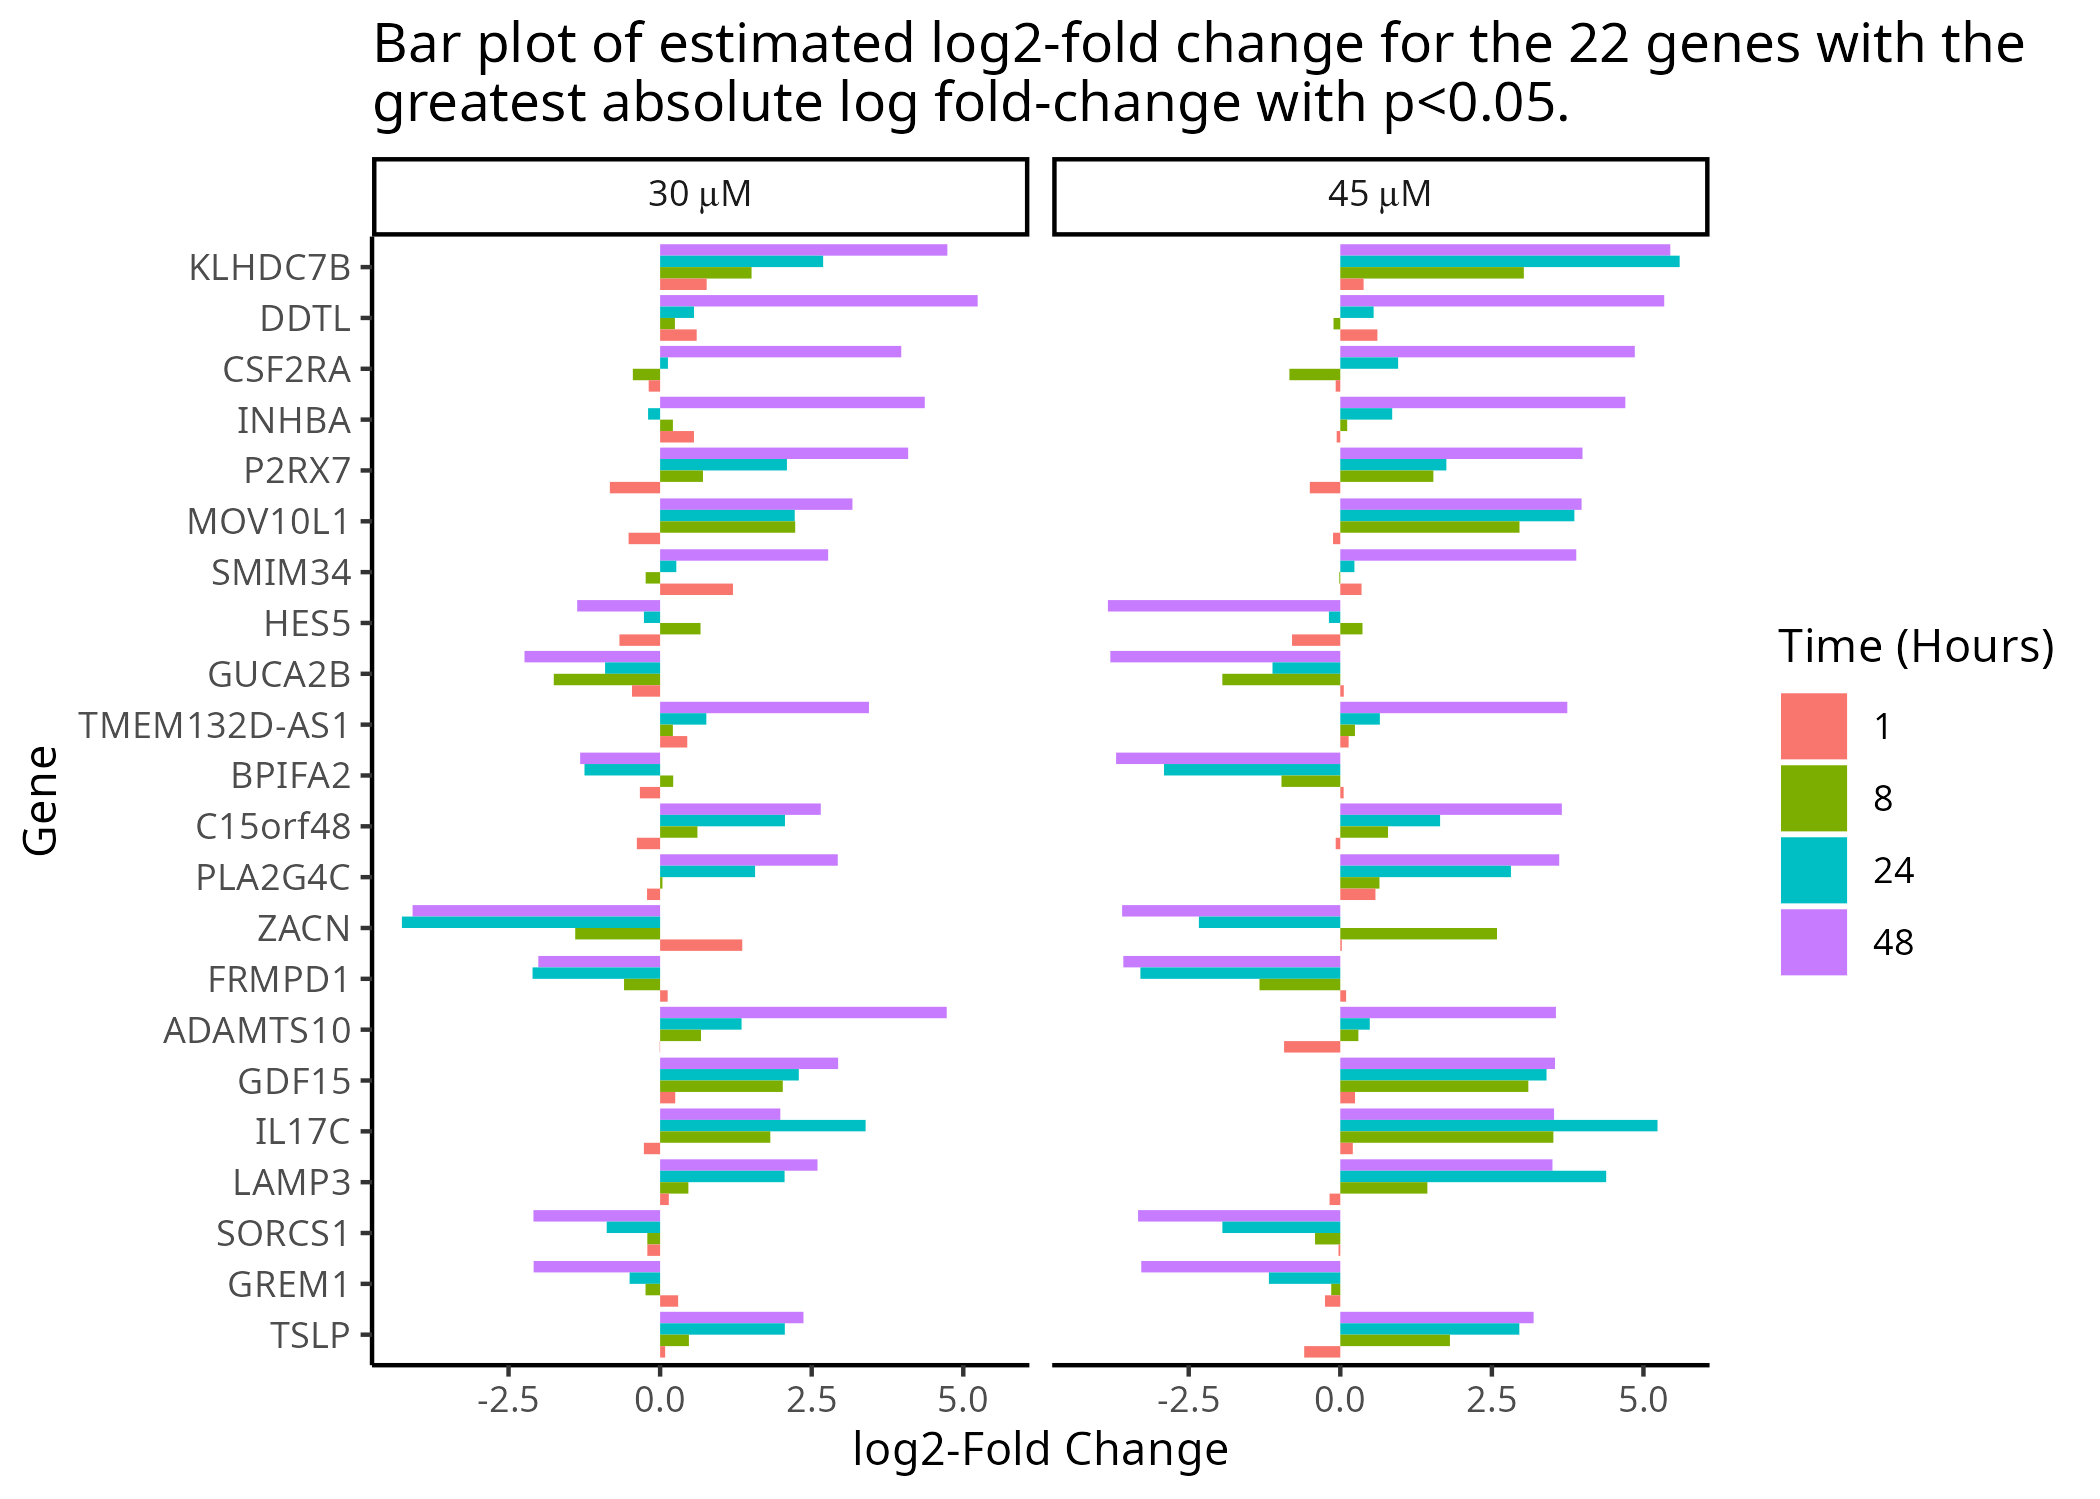 Bar plot of estimated log2-fold change for the 22 genes with the
greatest absolute log fold-change with p<0.05.
30 μM
45 μM
KLHDC7B
DDTL
CSF2RA
INHBA
P2RX7
MOV10L1
SMIM34
HES5
GUCA2B
TMEM132D-AS1
BPIFA2
C15orf48
PLA2G4C
ZACN
FRMPD1
ADAMTS10
GDF15
IL17C
LAMP3
SORCS1
GREM1
TSLP
Gene
-2.5 0.0 2.5 5.0
-2.5 0.0 2.5 5.0
log2-Fold Change
Time (Hours)
1
8
24
48